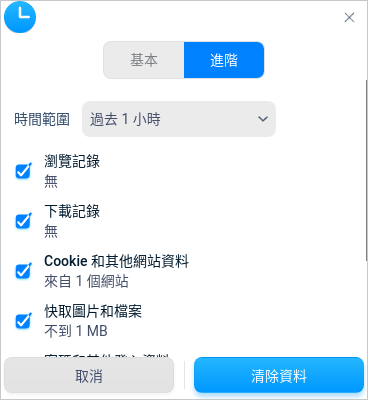 基本
進階
時間範圍
過去 1 小時
瀏覽記錄
無
下載記錄
無
Cookie 和其他網站資料
來自 1 個網站
快取圖片和檔案
不到 1 MB
取消
清除資料